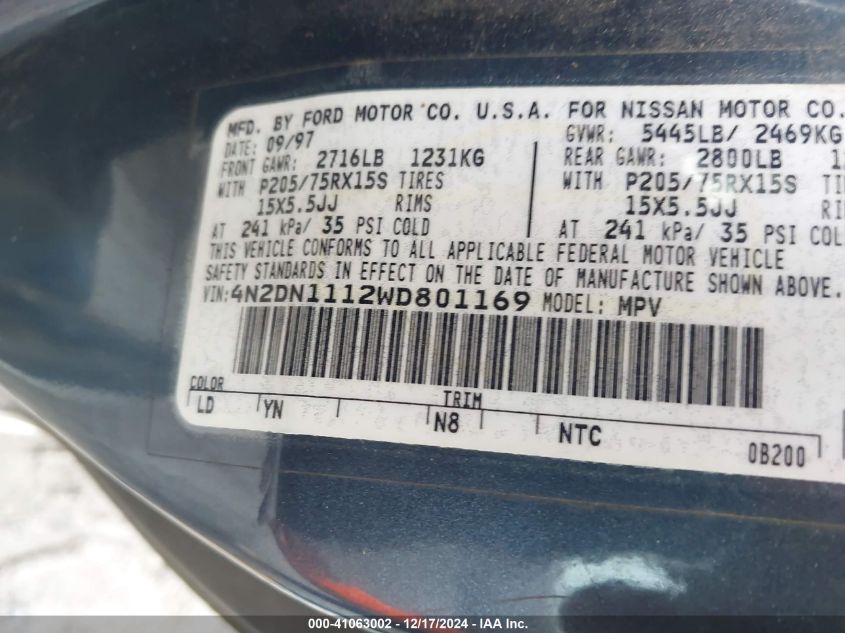 MFD. BY FORD MOTOR CO. U.S.A. FOR NISSAN MOTOR CO.
DATE: 09/97 GVWR: 5445LB/ 2469KG
FRONT GAWR: 2716LB 1231KG REAR GAWR: 2800LB
WITH P205/75RX15S TIRES WITH P205/75RX15S
15X5.5JJ RIMS 15X5.5JJ
AT 241 kPa/ 35 PSI COLD AT 241 kPa/ 35 PSI COL
THIS VEHICLE CONFORMS TO ALL APPLICABLE FEDERAL MOTOR VEHICLE
SAFETY STANDARDS IN EFFECT ON THE DATE OF MANUFACTURE SHOWN ABOVE.
VIN: 4N2DN1112WD801169 MODEL: MPV
COLOR TRIM
LD YN N8 NTC 0B200
000-41063002 - 12/17/2024 - IAA Inc.